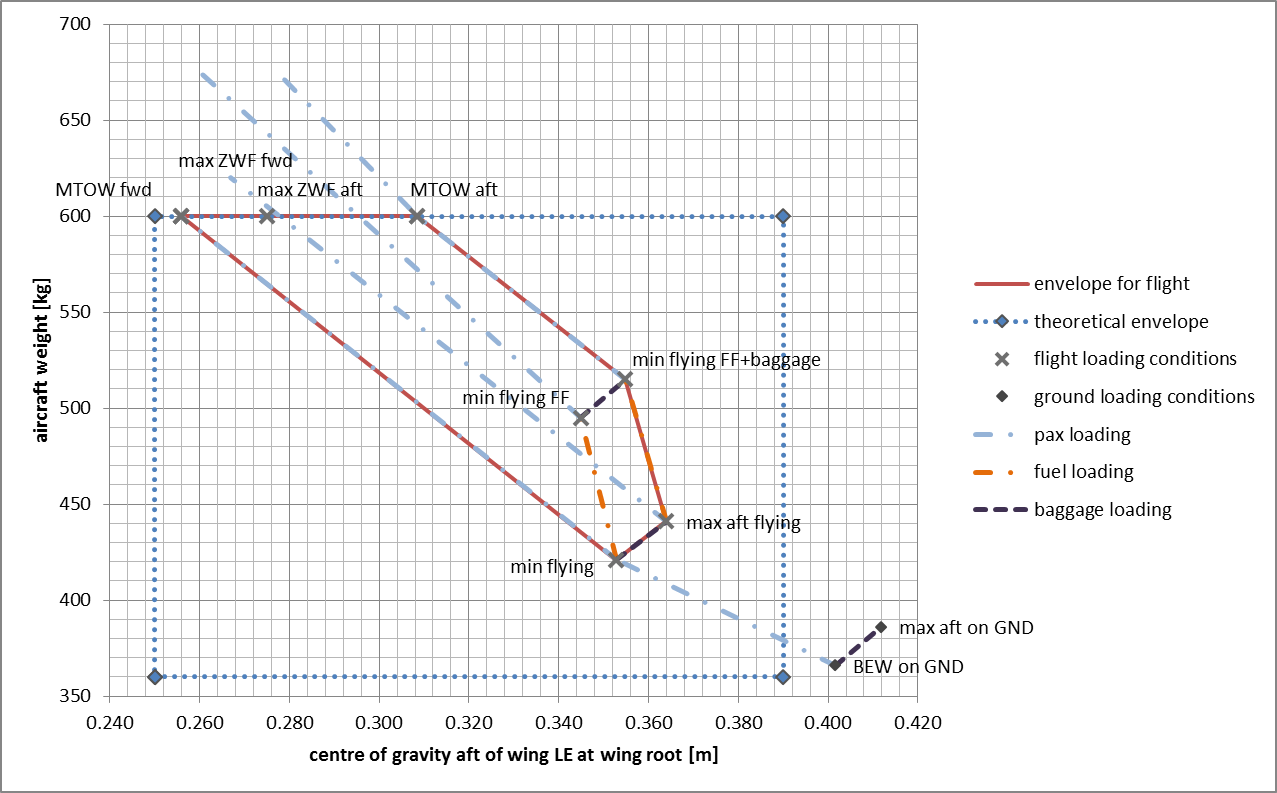 700
650
600
550
500
450
400
350
aircraft weight [kg]
max ZWF fwd
MTOW fwd
max ZWF aft
MTOW aft
min flying FF+baggage
min flying FF
max aft flying
min flying
max aft on GND
BEW on GND
0.240
0.260
0.280
0.300
0.320
0.340
0.360
0.380
0.400
0.420
centre of gravity aft of wing LE at wing root [m]
envelope for flight
theoretical envelope
flight loading conditions
ground loading conditions
pax loading
fuel loading
baggage loading